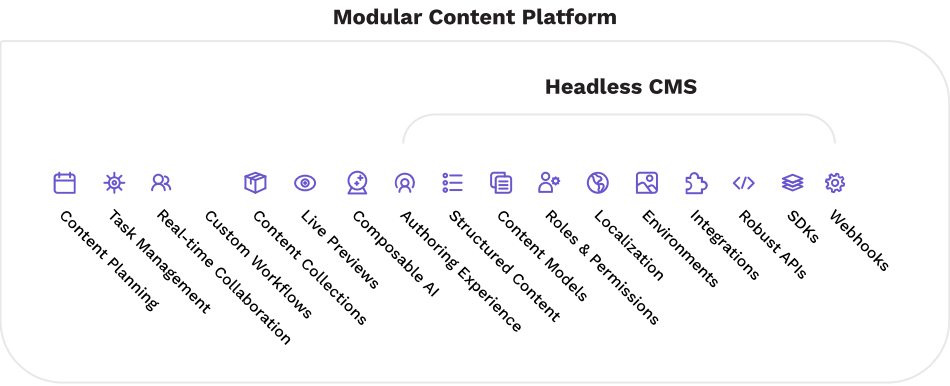 Modular Content Platform
Headless CMS
Content Planning
Task Management
Real-time Collaboration
Custom Workflows
Content Collections
Live Previews
Composable AI
Authoring Experience
Structured Content
Content Models
Roles & Permissions
Localization
Environments
Integrations
Robust APIs
SDKs
Webhooks